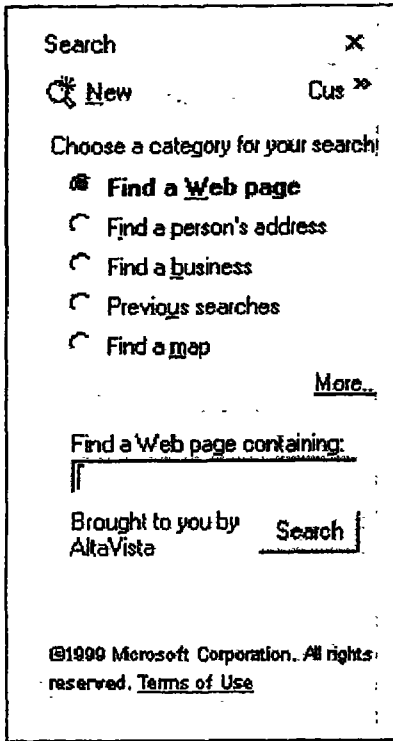 Search
New Cus »
Choose a category for your search:
Find a Web page
Find a person's address
Find a business
Previous searches
Find a map
More..
Find a Web page containing:
Brought to you by
AltaVista
Search
©1999 Microsoft Corporation. All rights
reserved. Terms of Use